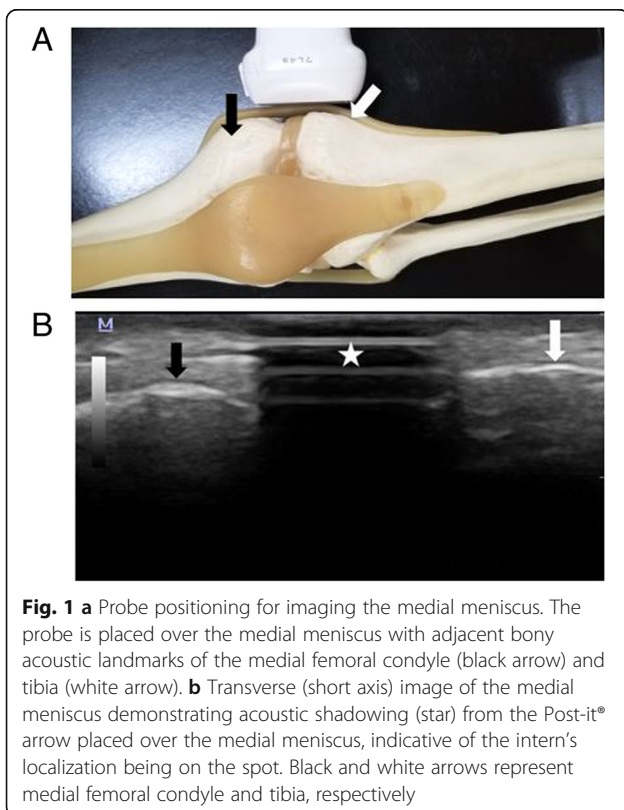 A
B
M
Fig. 1 a Probe positioning for imaging the medial meniscus. The
probe is placed over the medial meniscus with adjacent bony
acoustic landmarks of the medial femoral condyle (black arrow) and
tibia (white arrow). b Transverse (short axis) image of the medial
meniscus demonstrating acoustic shadowing (star) from the Post-it®
arrow placed over the medial meniscus, indicative of the intern's
localization being on the spot. Black and white arrows represent
medial femoral condyle and tibia, respectively